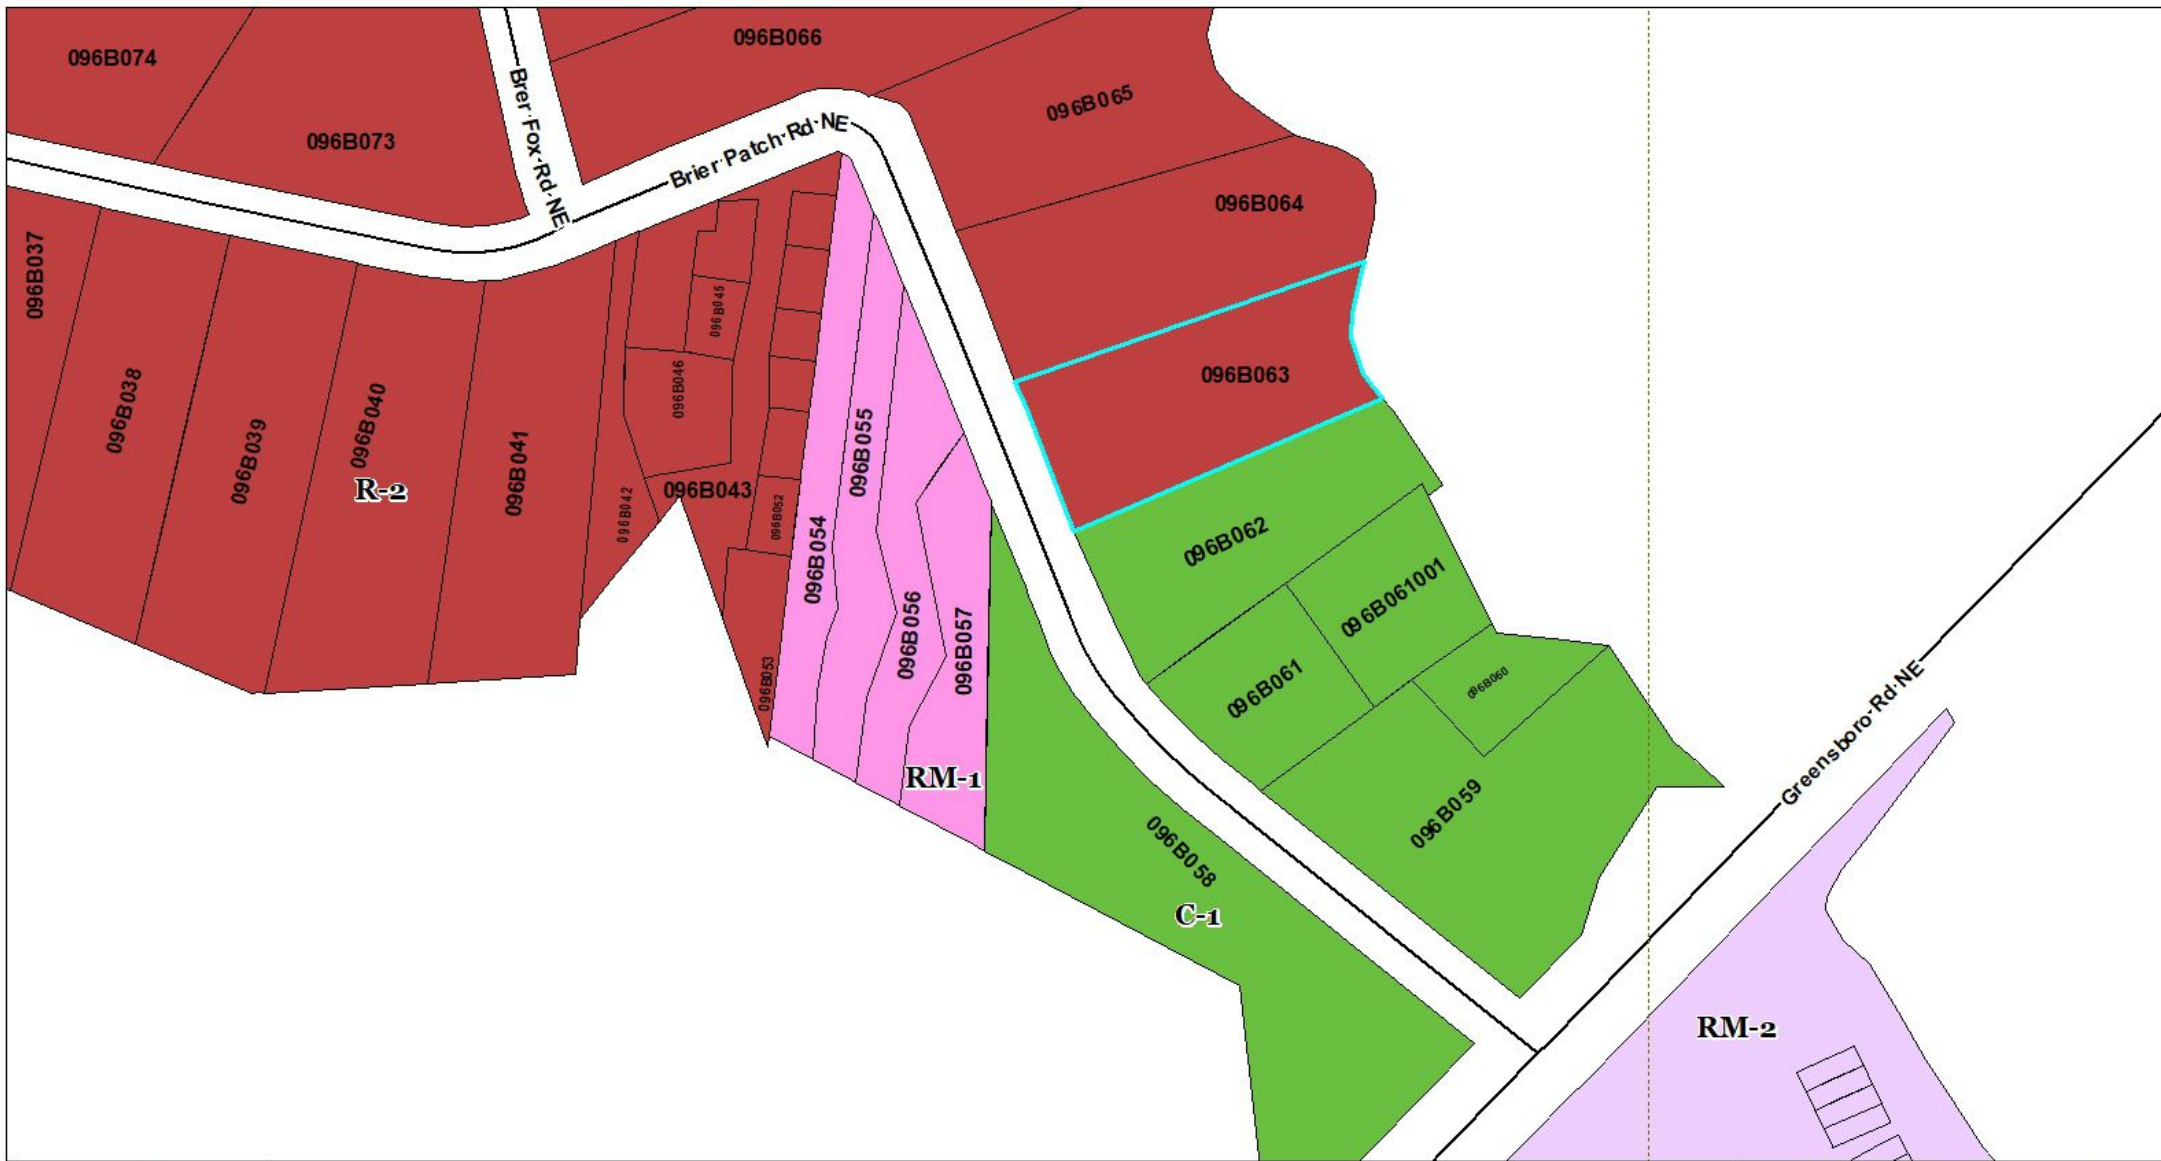 096B074
096B066
096B065
096B073
Brer Fox Rd NE
Brier Patch Rd NE
096B064
096B037
096B045
096B063
096B046
096B038
096B039
096B040
R-2
096B041
096B042
096B043
096B052
096B055
096B054
096B056
096B057
096B053
RM-1
096B062
096B061001
096B061
096B060
096B059
Greensboro Rd NE
096B058
C-1
RM-2